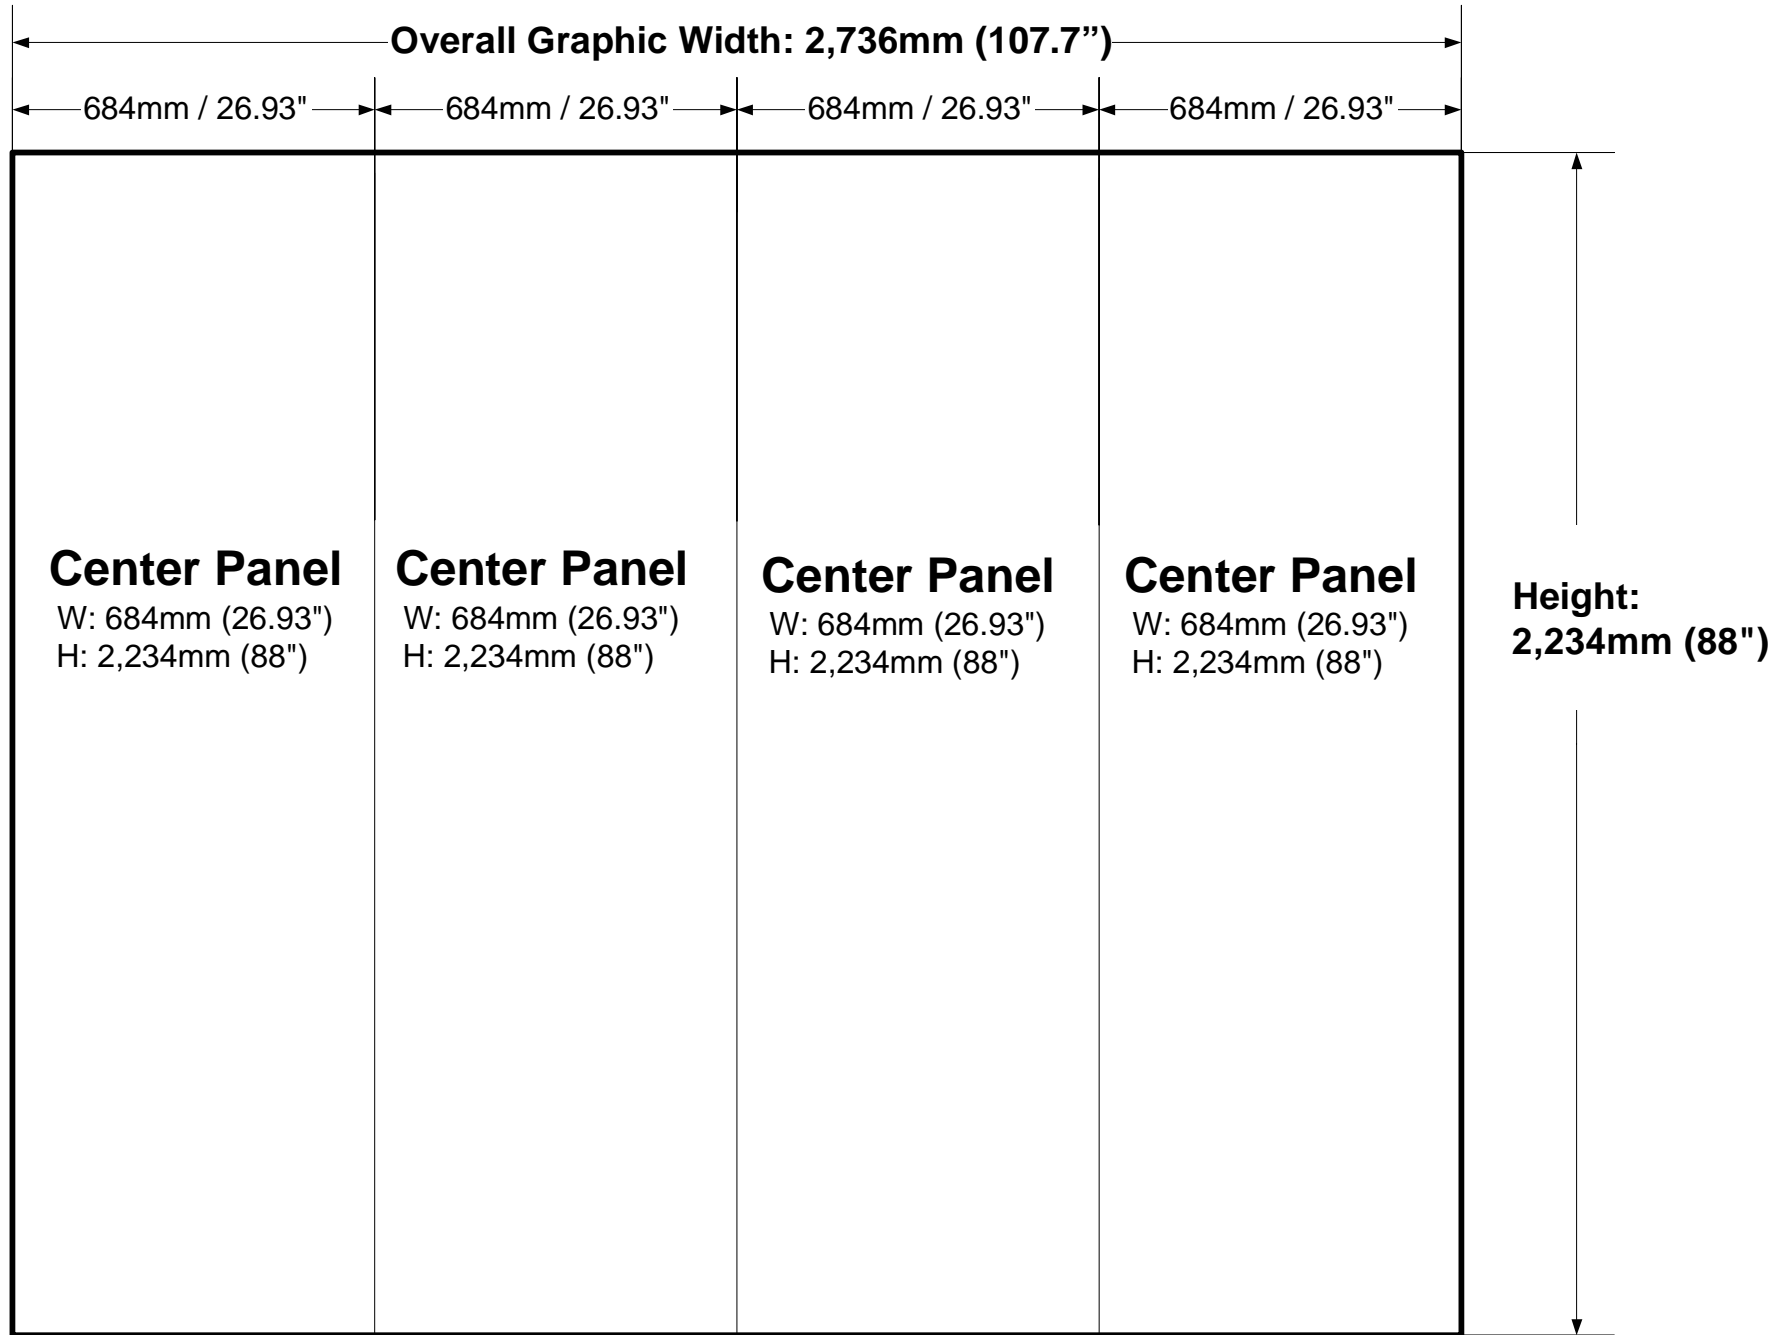 Overall Graphic Width: 2,736mm (107.7”)
684mm / 26.93"
684mm / 26.93"
684mm / 26.93"
684mm / 26.93"
Center Panel
W: 684mm (26.93")
H: 2,234mm (88")
Center Panel
W: 684mm (26.93")
H: 2,234mm (88")
Center Panel
W: 684mm (26.93")
H: 2,234mm (88")
Center Panel
W: 684mm (26.93")
H: 2,234mm (88")
Height:
2,234mm (88")